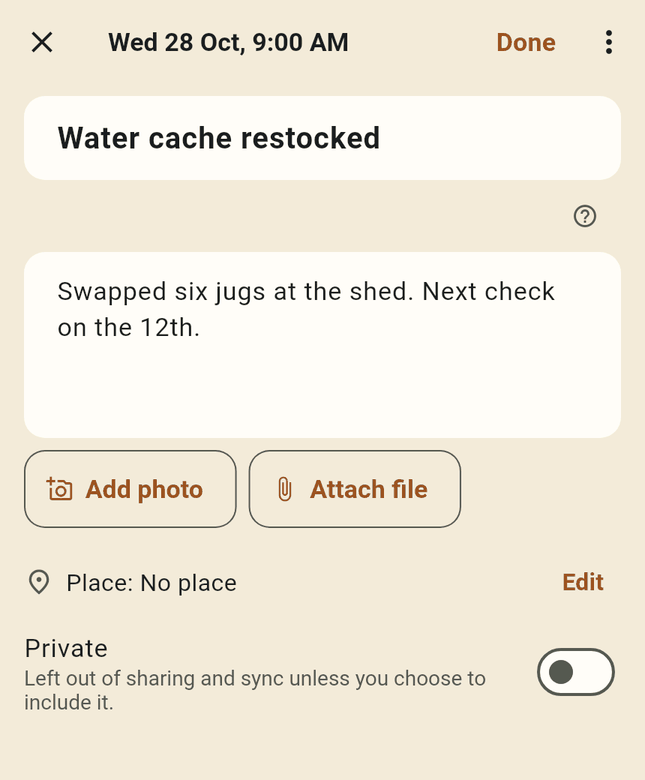 Wed 28 Oct, 9:00 AM
Done
Water cache restocked
Swapped six jugs at the shed. Next check
on the 12th.
Add photo
Attach file
Place: No place
Edit
Private
Left out of sharing and sync unless you choose to
include it.